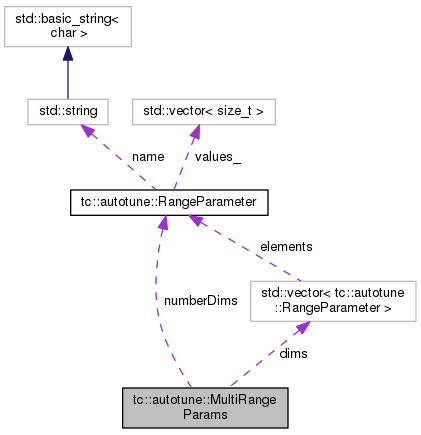 std::basic_string<
char >
std::string
std::vector< size_t >
name
values_
tc::autotune::RangeParameter
elements
numberDims
std::vector< tc::autotune
::RangeParameter >
dims
tc::autotune::MultiRange
Params